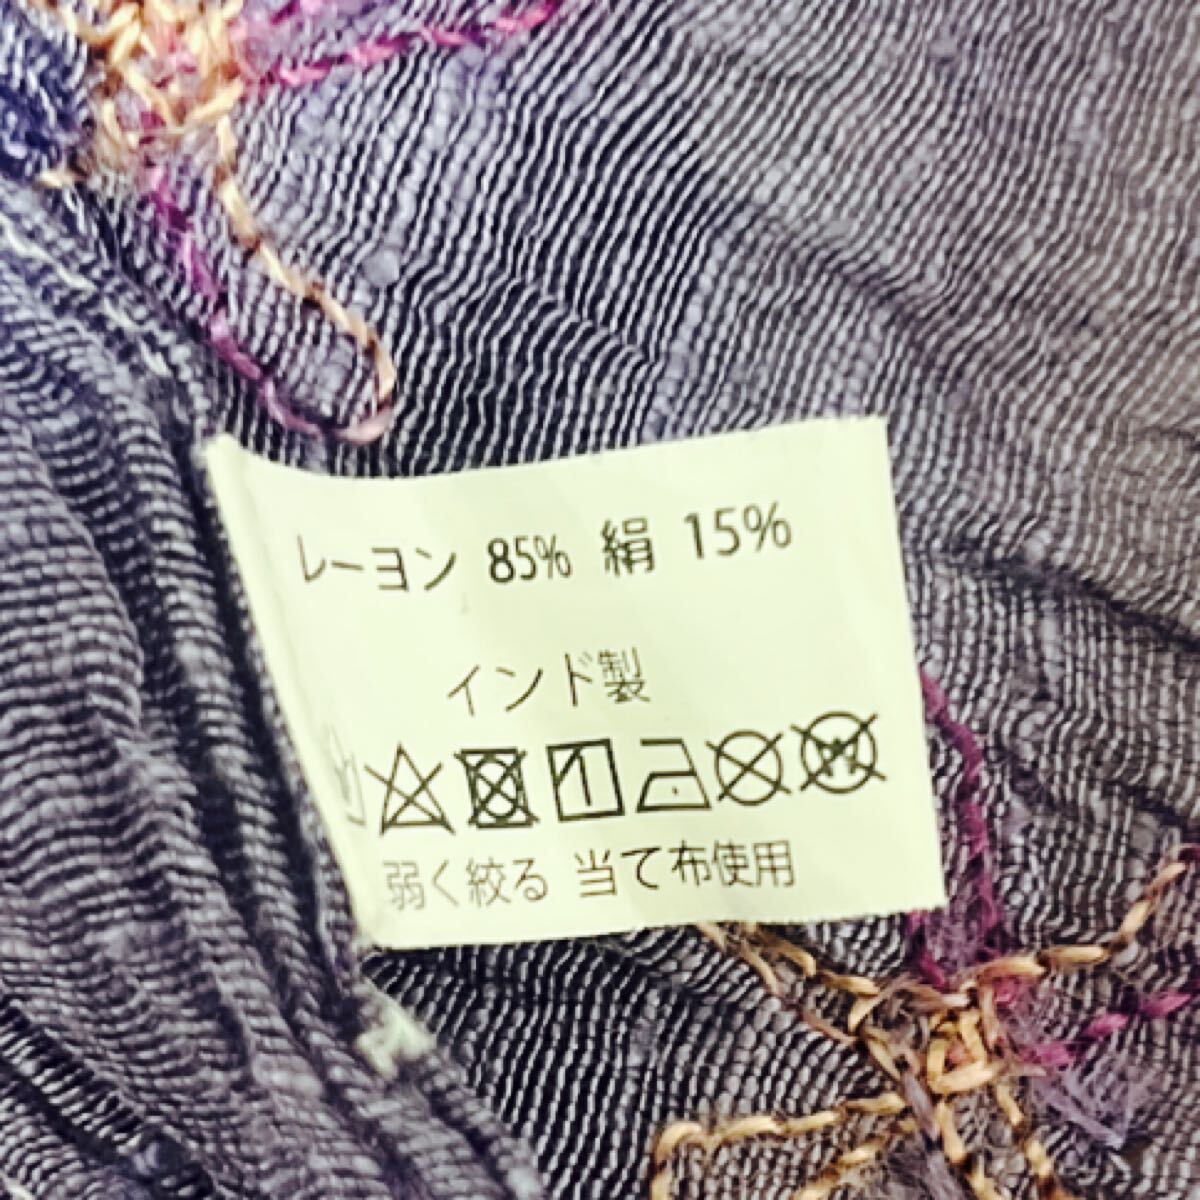 レーヨン 85% 絹 15%
インド製
弱く絞る 当て布使用